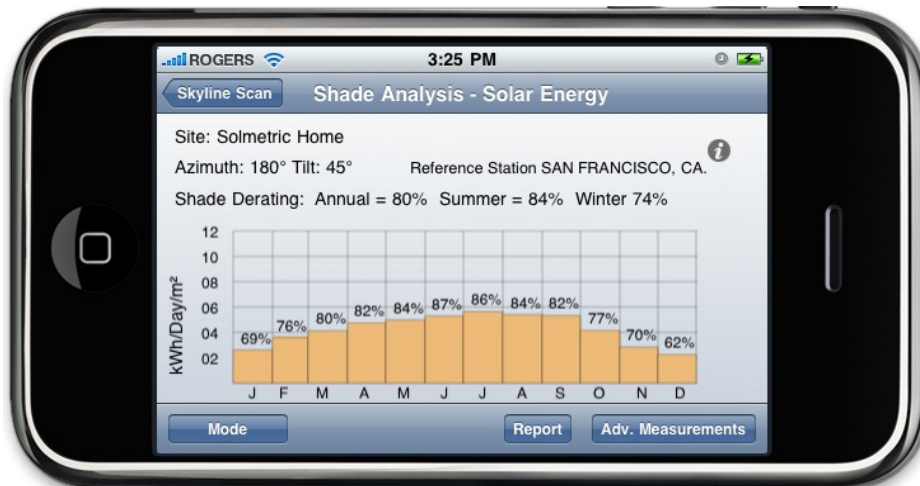 ROGERS 3:25 PM
Skyline Scan Shade Analysis - Solar Energy
Site: Solmetric Home
Azimuth: 180° Tilt: 45° Reference Station SAN FRANCISCO, CA.
Shade Derating: Annual = 80% Summer = 84% Winter 74%
kWh/Day/m²
12
10
08
06
04
02
69% 76% 80% 82% 84% 87% 86% 84% 82% 77% 70% 62%
J F M A M J J A S O N D
Mode Report Adv. Measurements